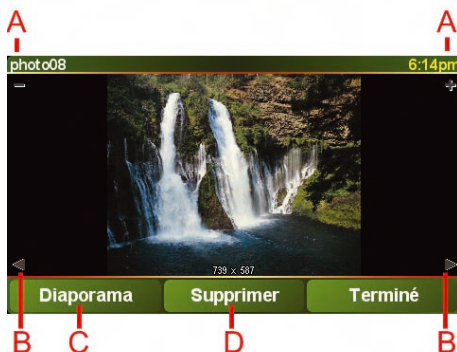 A A
photo08 6:14pm
− +
739 x 587
Diaporama Supprimer Terminé
B C D B